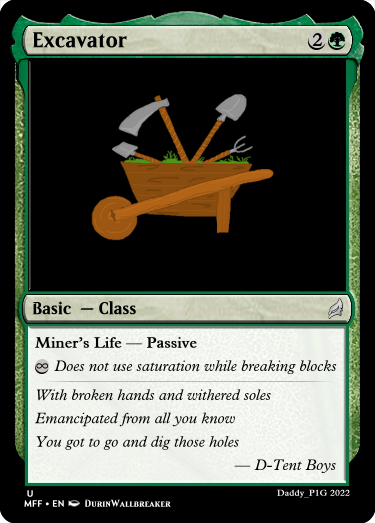 Excavator 2
Basic — Class
Miner's Life — Passive
∞ Does not use saturation while breaking blocks
With broken hands and withered soles
Emancipated from all you know
You got to go and dig those holes
— D-Tent Boys
U
MFF • EN DurinWallbreaker
Daddy_P1G 2022